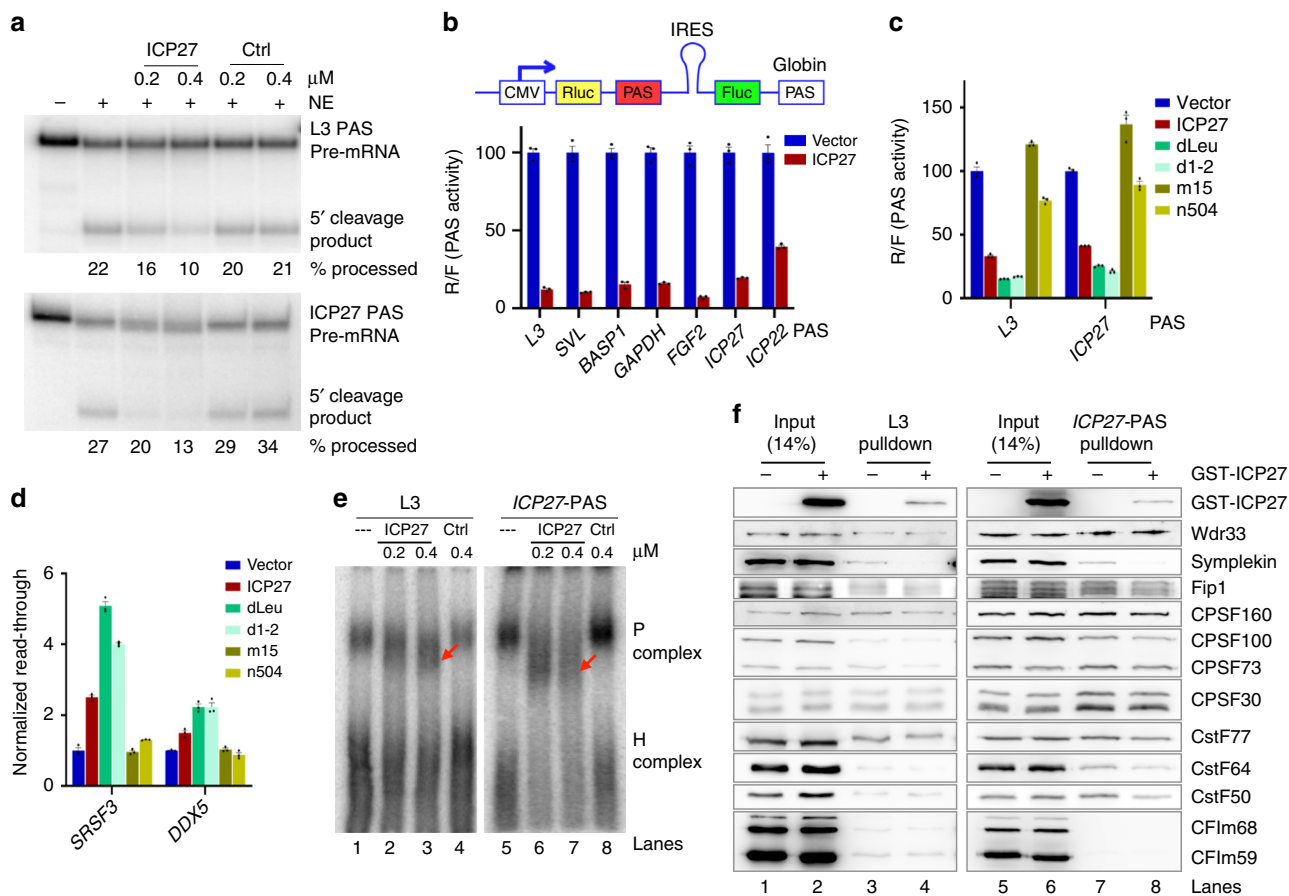 a
ICP27 Ctrl
0.2 0.4 0.2 0.4 μM
– + + + + + NE
L3 PAS
Pre-mRNA
5′ cleavage
product
22 16 10 20 21 % processed
ICP27 PAS
Pre-mRNA
5′ cleavage
product
27 20 13 29 34 % processed
b
IRES
Globin
CMV Rluc PAS Fluc PAS
R/F (PAS activity)
100
50
0
Vector
ICP27
L3 SVL BASP1 GAPDH FGF2 ICP27 ICP22 PAS
c
R/F (PAS activity)
150
100
50
0
Vector
ICP27
dLeu
d1-2
m15
n504
L3 ICP27 PAS
d
Normalized read-through
6
4
2
0
Vector
ICP27
dLeu
d1-2
m15
n504
SRSF3 DDX5
e
L3 ICP27-PAS
--- ICP27 Ctrl --- ICP27 Ctrl
0.2 0.4 0.4 0.2 0.4 0.4 μM
P
complex
H
complex
1 2 3 4 5 6 7 8 Lanes
f
Input
(14%)
L3
pulldown
Input
(14%)
ICP27-PAS
pulldown
– + – + – + – + GST-ICP27
GST-ICP27
Wdr33
Symplekin
Fip1
CPSF160
CPSF100
CPSF73
CPSF30
CstF77
CstF64
CstF50
CFIm68
CFIm59
1 2 3 4 5 6 7 8 Lanes